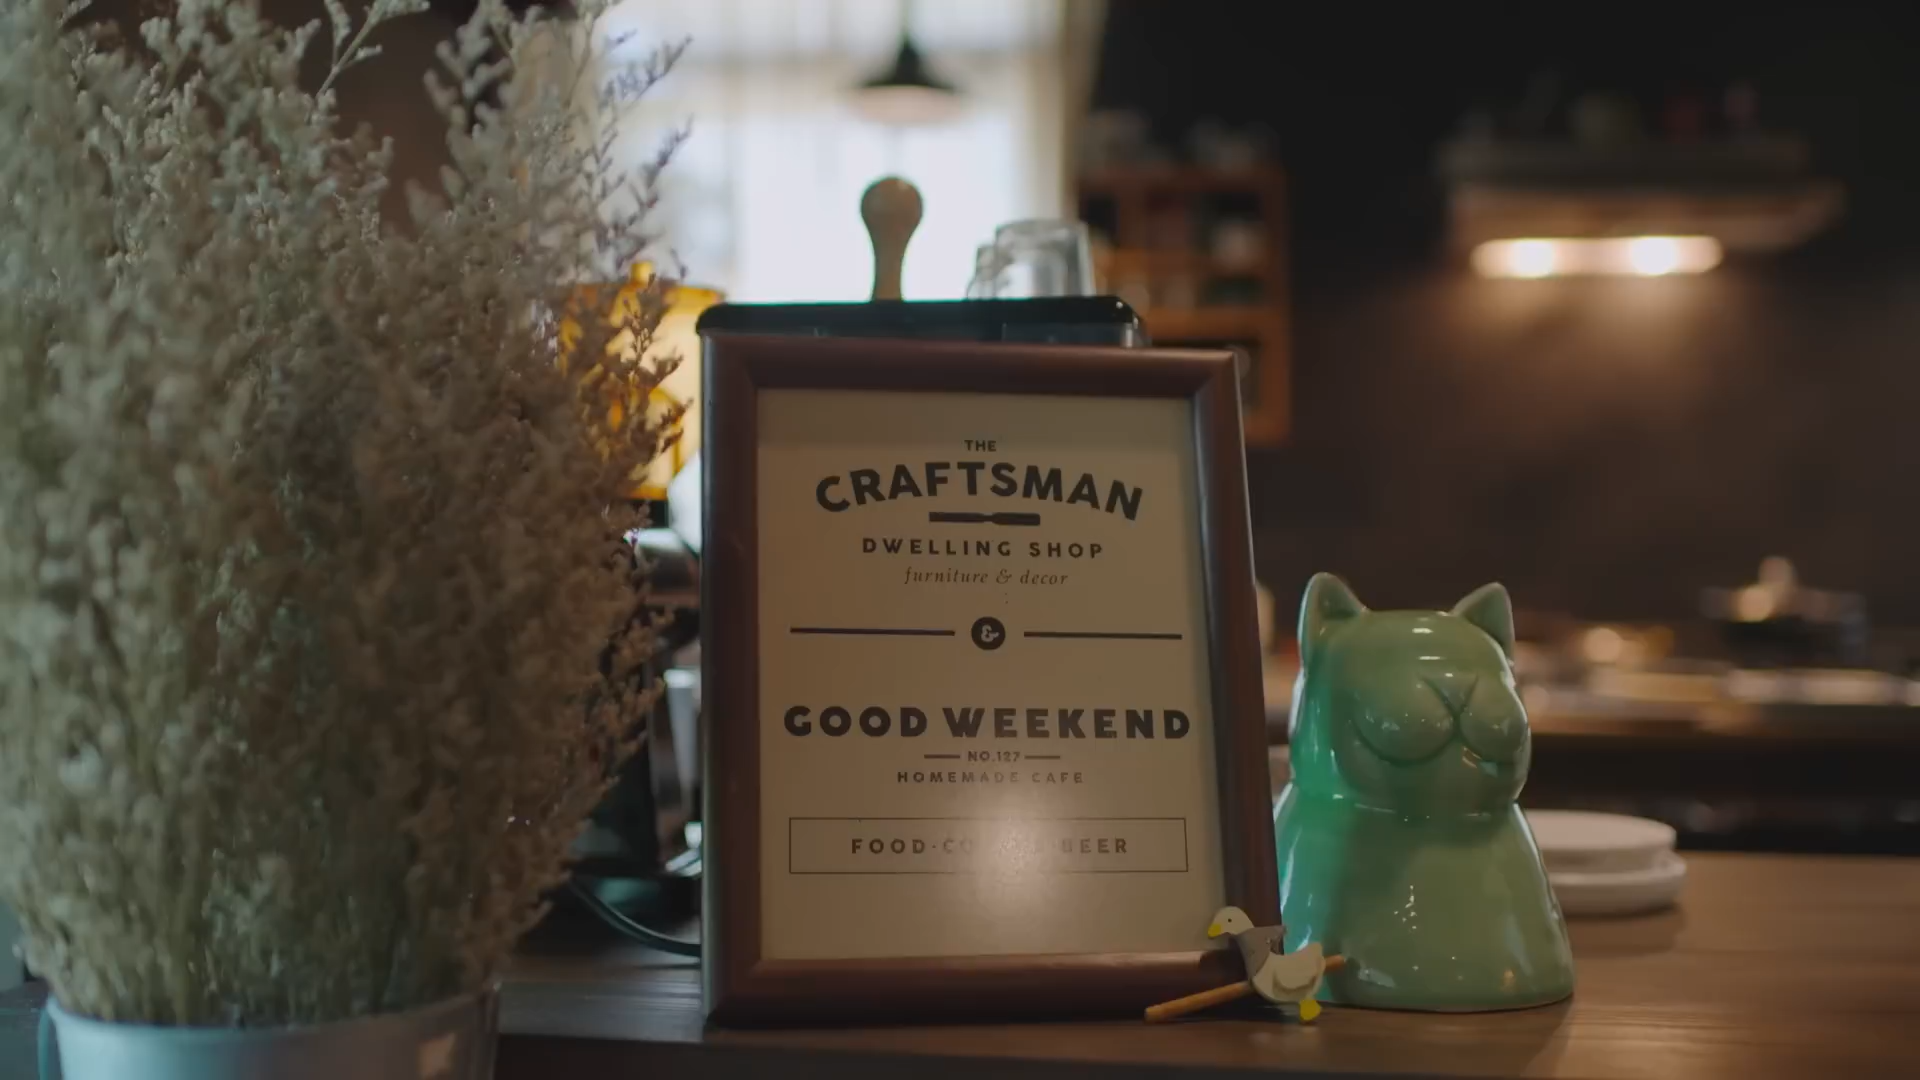 THE
CRAFTSMAN
DWELLING SHOP
furniture & decor
&
GOOD WEEKEND
NO.127
HOMEMADE CAFE
FOOD· ·BEER